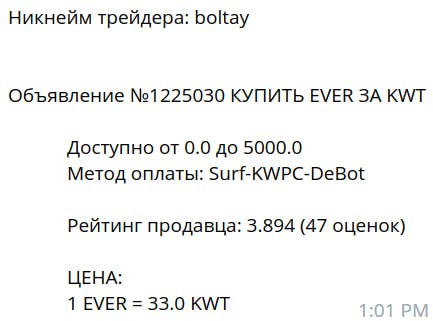 Никнейм трейдера: boltay
Объявление №1225030 КУПИТЬ EVER ЗА KWT
Доступно от 0.0 до 5000.0
Метод оплаты: Surf-KWPC-DeBot
Рейтинг продавца: 3.894 (47 оценок)
ЦЕНА:
1 EVER = 33.0 KWT
1:01 PM